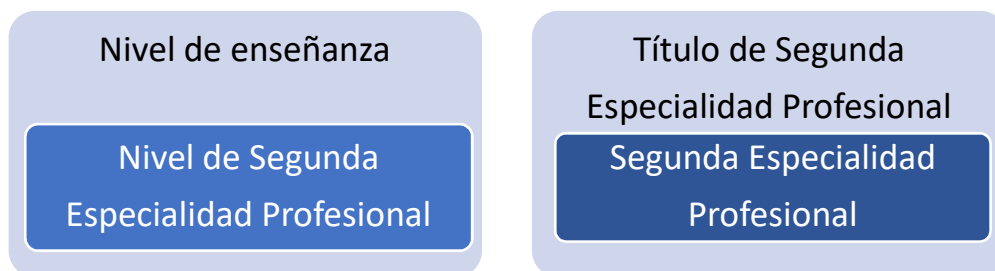 Nivel de enseñanza
Nivel de Segunda
Especialidad Profesional
Título de Segunda
Especialidad Profesional
Segunda Especialidad
Profesional